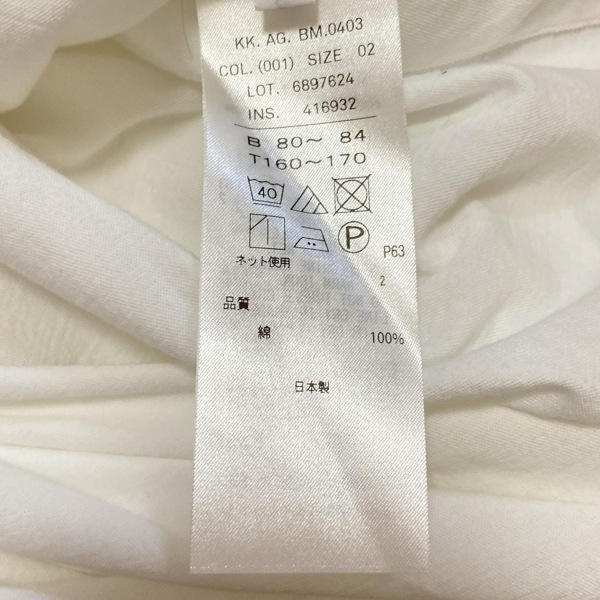 KK. AG. BM.0403
COL. (001) SIZE 02
LOT. 6897624
INS. 416932
B 80〜 84
T160〜170
40
P
P63
ネット使用
2
品質
綿 100%
日本製